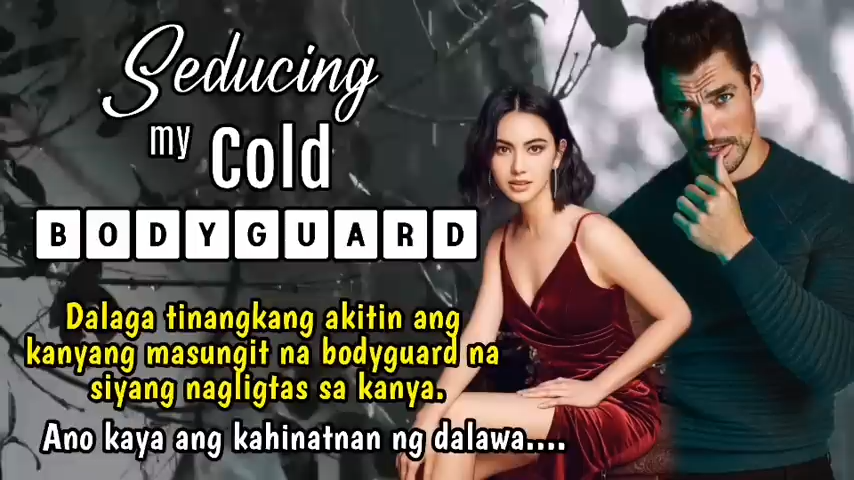 Seducing
my Cold
BODYGUARD
Dalaga tinangkang akitin ang
kanyang masungit na bodyguard na
siyang nagligtas sa kanya.
Ano kaya ang kahinatnan ng dalawa....